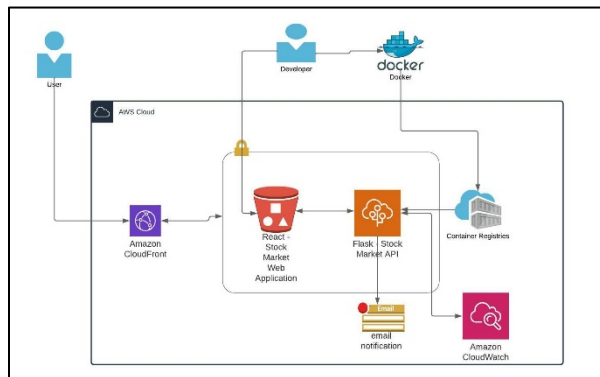 User
Developer
docker
Docker
AWS Cloud
Amazon
CloudFront
React -
Stock
Market
Web
Application
Flask - Stock
Market API
Container Registries
Email
email
notification
Amazon
CloudWatch